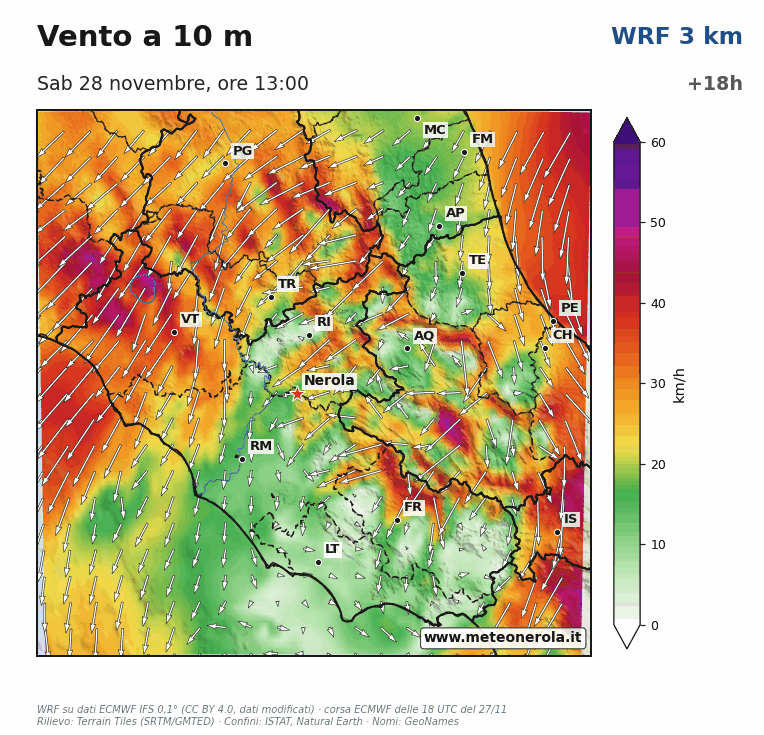 Vento a 10 m
WRF 3 km
Sab 28 novembre, ore 13:00
+18h
MC
FM
PG
AP
TE
TR
PE
VT
RI
CH
AQ
Nerola
RM
FR
IS
LT
www.meteonerola.it
60
50
40
30
20
10
0
km/h
WRF su dati ECMWF IFS 0,1° (CC BY 4.0, dati modificati) · corsa ECMWF delle 18 UTC del 27/11
Rilievo: Terrain Tiles (SRTM/GMTED) · Confini: ISTAT, Natural Earth · Nomi: GeoNames